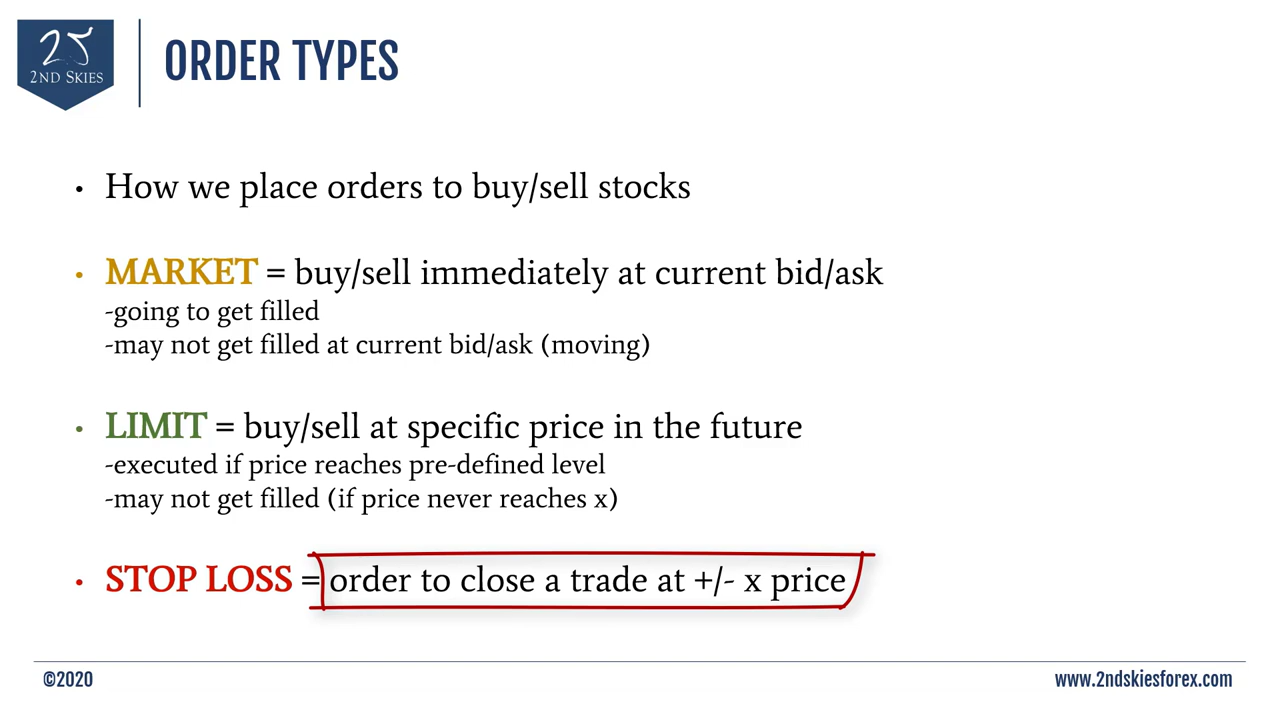 25
2ND SKIES
ORDER TYPES
• How we place orders to buy/sell stocks
• MARKET = buy/sell immediately at current bid/ask
-going to get filled
-may not get filled at current bid/ask (moving)
• LIMIT = buy/sell at specific price in the future
-executed if price reaches pre-defined level
-may not get filled (if price never reaches x)
• STOP LOSS = order to close a trade at +/- x price
©2020
www.2ndskiesforex.com